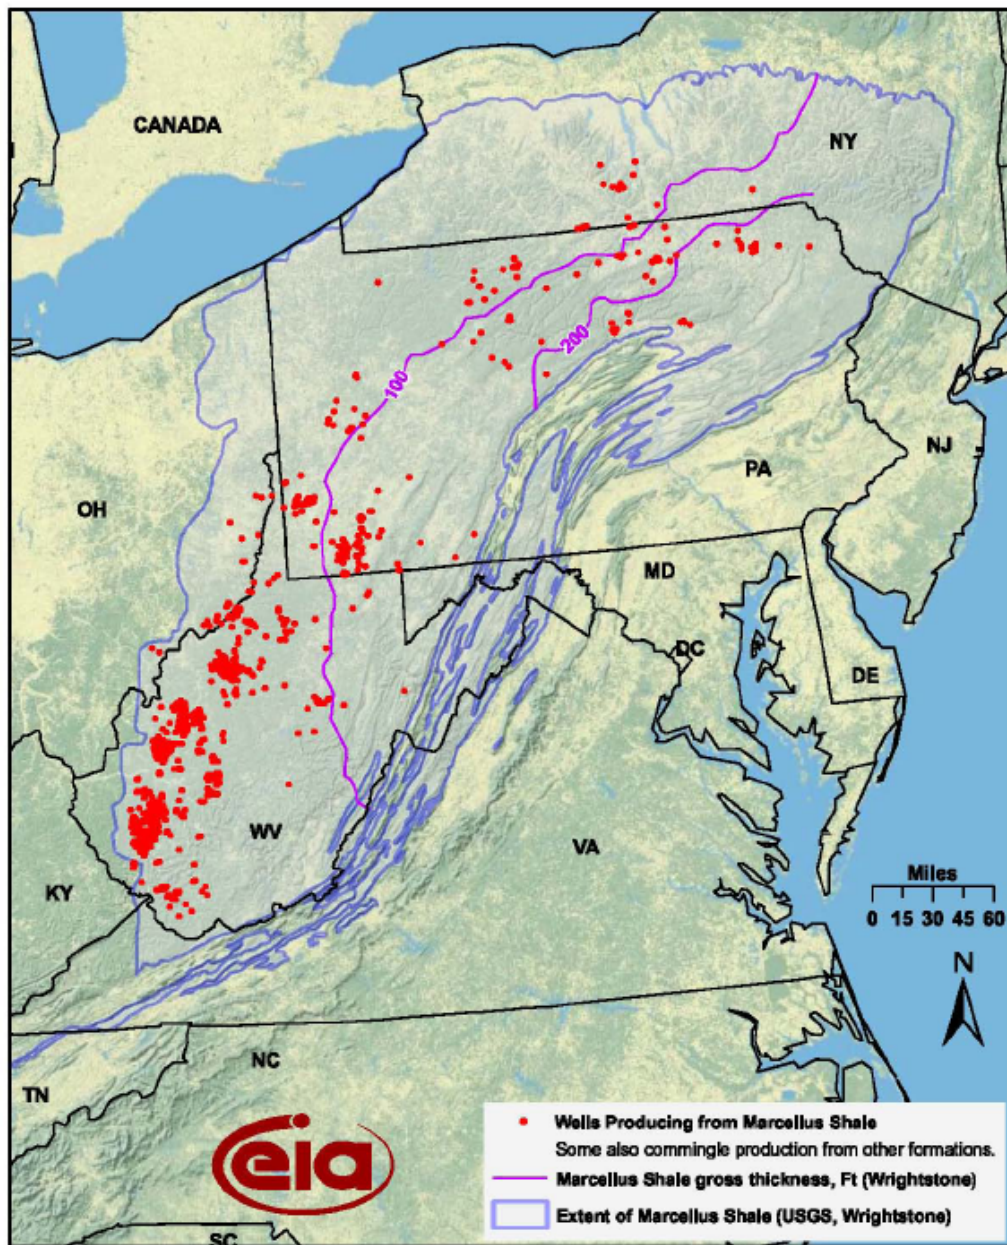 CANADA
NY
100
200
OH
PA
NJ
MD
DC
DE
WV
VA
KY
Miles
0 15 30 45 60
N
NC
TN
SC
eia
Wells Producing from Marcellus Shale
Some also commingle production from other formations.
Marcellus Shale gross thickness, Ft (Wrightstone)
Extent of Marcellus Shale (USGS, Wrightstone)